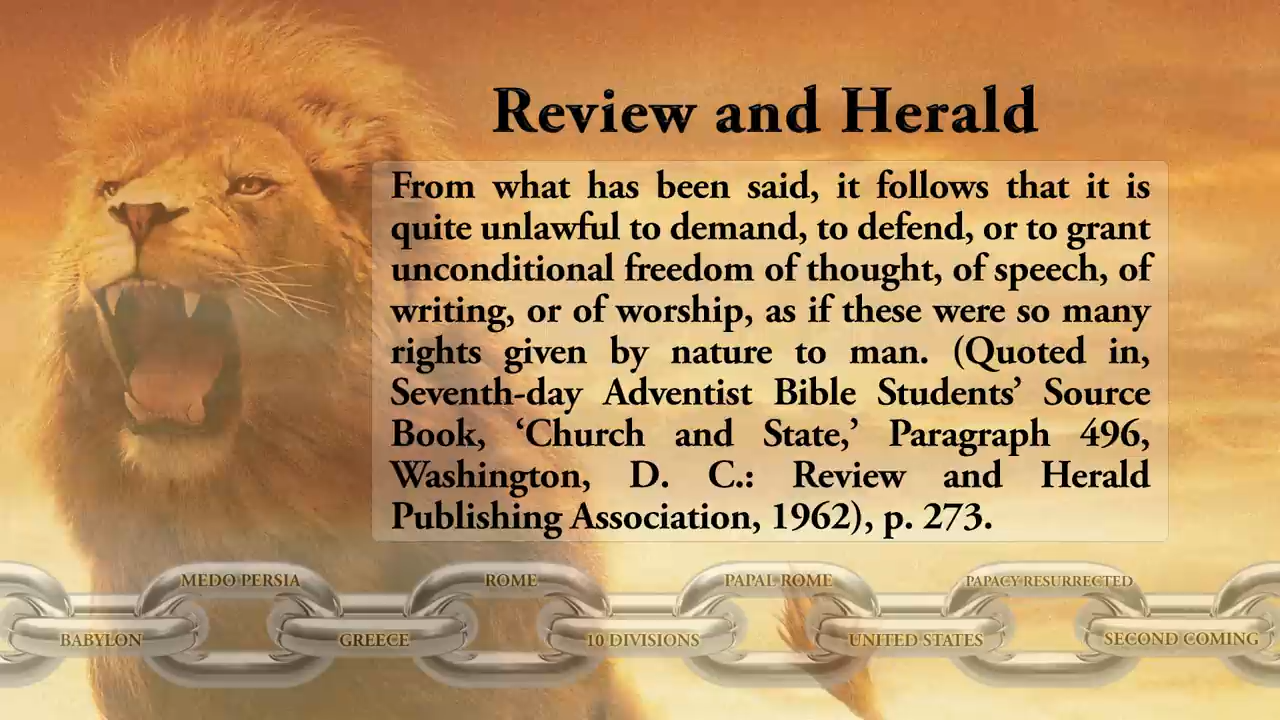 Review and Herald
From what has been said, it follows that it is
quite unlawful to demand, to defend, or to grant
unconditional freedom of thought, of speech, of
writing, or of worship, as if these were so many
rights given by nature to man. (Quoted in,
Seventh-day Adventist Bible Students’ Source
Book, ‘Church and State,’ Paragraph 496,
Washington, D. C.: Review and Herald
Publishing Association, 1962), p. 273.
MEDO PERSIA ROME PAPAL ROME PAPACY RESURRECTED
BABYLON GREECE 10 DIVISIONS UNITED STATES SECOND COMING